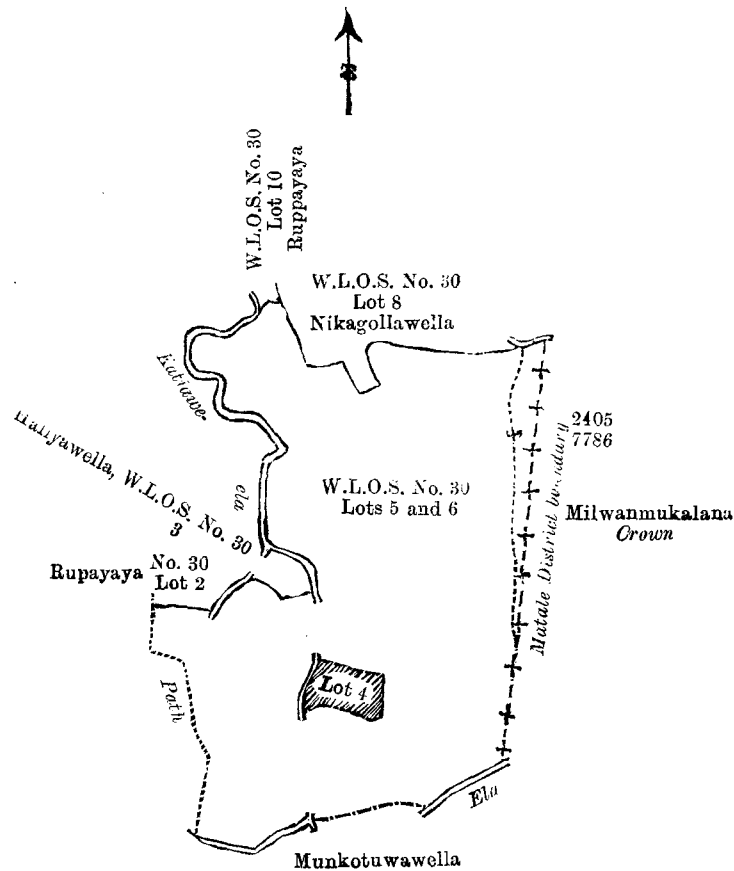 W.L.O.S. No. 30
Lot 10
Ruppayaya
W.L.O.S. No. 30
Lot 8
Nikagollawella
Katiawe-
ela
W.L.O.S. No. 30
3
W.L.O.S. No. 30
Lots 5 and 6
2405
7786
Matale District boundary
Milwanmukalana
Crown
Rupayaya
No. 30
Lot 2
Path
Lot 4
Ela
Munkotuwawella